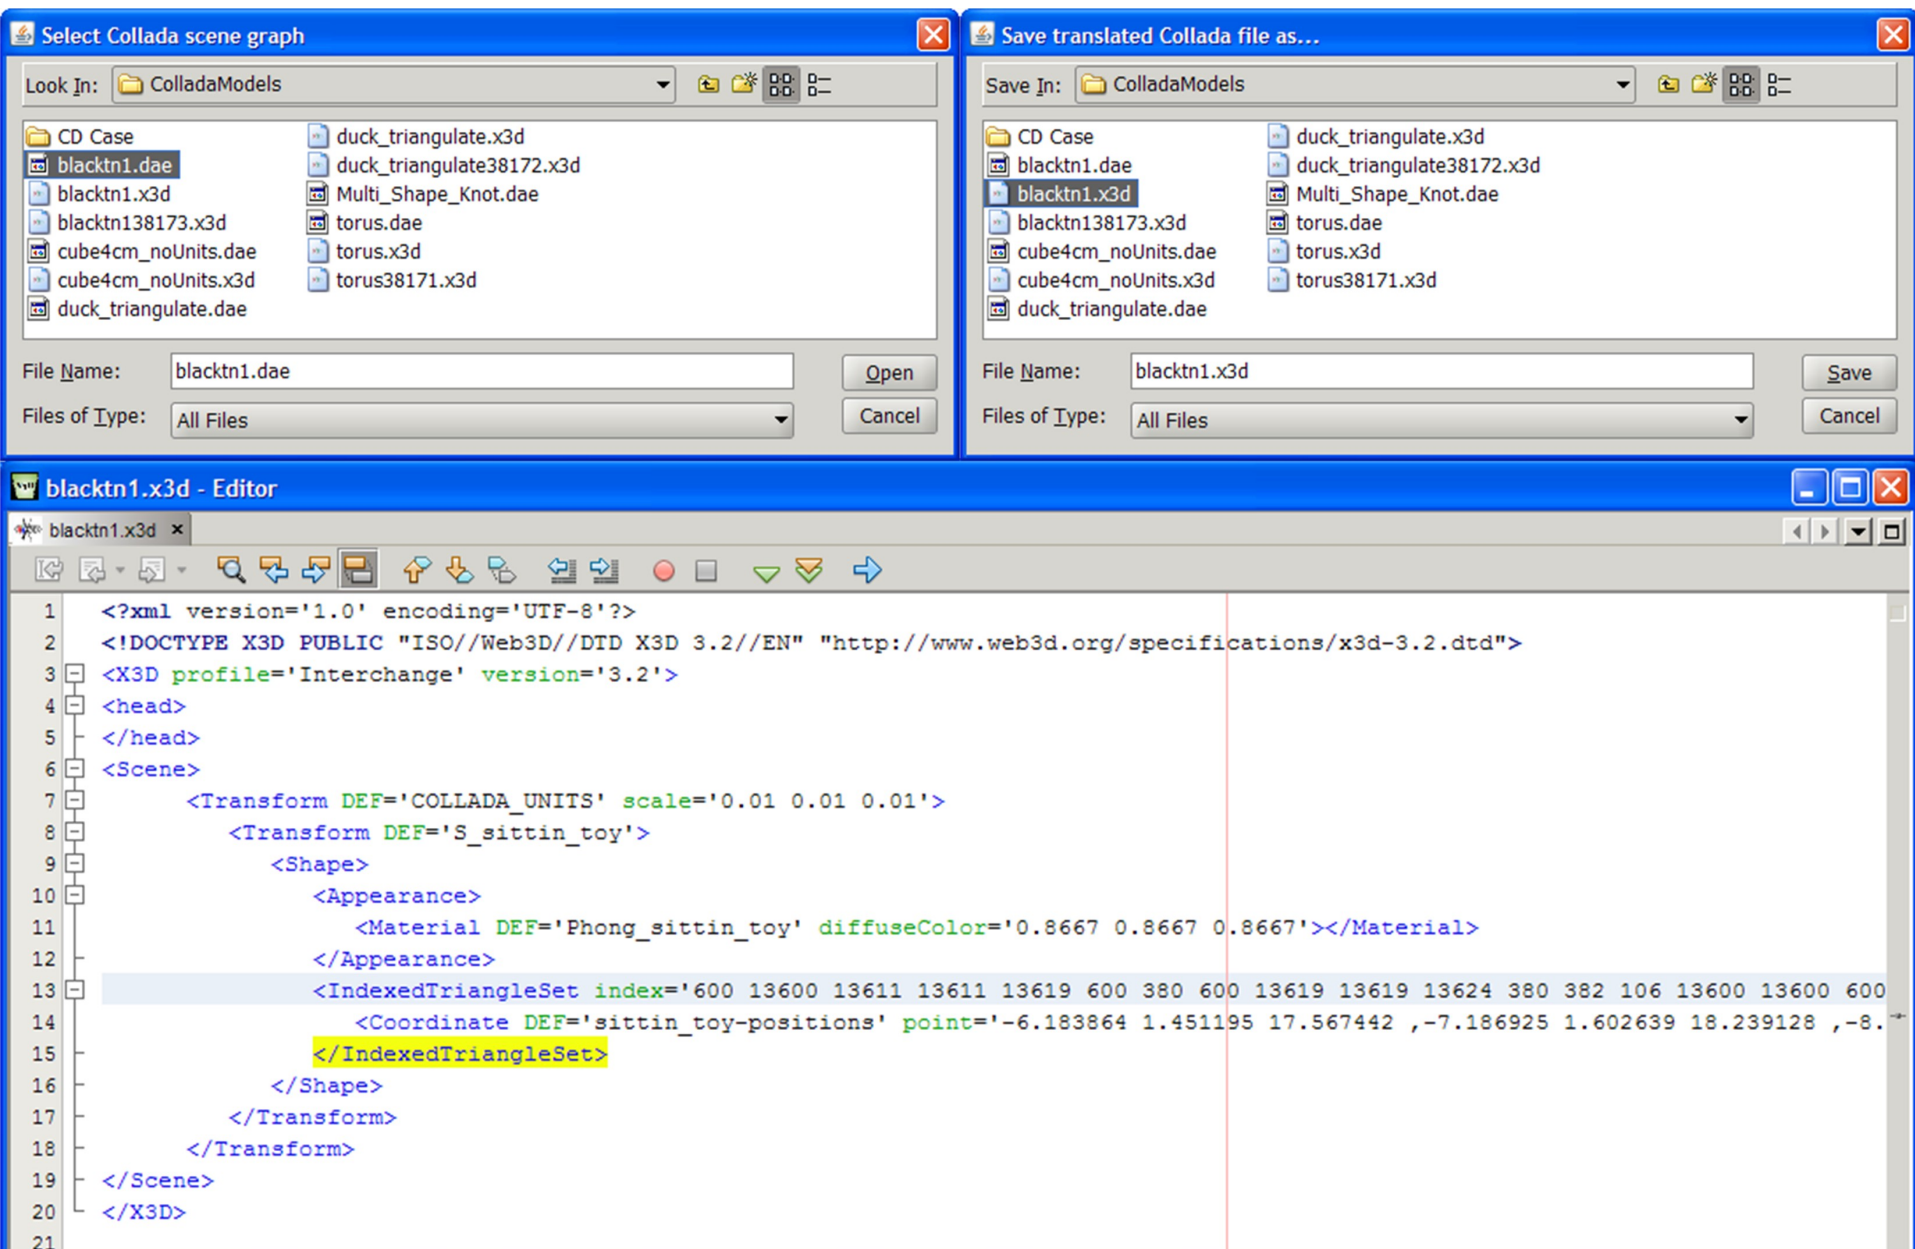 Select Collada scene graph
Look In: ColladaModels
CD Case
blacktn1.dae
blacktn1.x3d
blacktn138173.x3d
cube4cm_noUnits.dae
cube4cm_noUnits.x3d
duck_triangulate.dae
duck_triangulate.x3d
duck_triangulate38172.x3d
Multi_Shape_Knot.dae
torus.dae
torus.x3d
torus38171.x3d
File Name: blacktn1.dae
Open
Files of Type: All Files
Cancel
Save translated Collada file as...
Save In: ColladaModels
CD Case
blacktn1.dae
blacktn1.x3d
blacktn138173.x3d
cube4cm_noUnits.dae
cube4cm_noUnits.x3d
duck_triangulate.dae
duck_triangulate.x3d
duck_triangulate38172.x3d
Multi_Shape_Knot.dae
torus.dae
torus.x3d
torus38171.x3d
File Name: blacktn1.x3d
Save
Files of Type: All Files
Cancel
blacktn1.x3d - Editor
blacktn1.x3d
1 <?xml version='1.0' encoding='UTF-8'?>
2 <!DOCTYPE X3D PUBLIC "ISO//Web3D//DTD X3D 3.2//EN" "http://www.web3d.org/specifications/x3d-3.2.dtd">
3 <X3D profile='Interchange' version='3.2'>
4 <head>
5 </head>
6 <Scene>
7 <Transform DEF='COLLADA_UNITS' scale='0.01 0.01 0.01'>
8 <Transform DEF='S_sittin_toy'>
9 <Shape>
10 <Appearance>
11 <Material DEF='Phong_sittin_toy' diffuseColor='0.8667 0.8667 0.8667'></Material>
12 </Appearance>
13 <IndexedTriangleSet index='600 13600 13611 13611 13619 600 380 600 13619 13619 13624 380 382 106 13600 13600 600
14 <Coordinate DEF='sittin_toy-positions' point='-6.183864 1.451195 17.567442 ,-7.186925 1.602639 18.239128 ,-8.
15 </IndexedTriangleSet>
16 </Shape>
17 </Transform>
18 </Transform>
19 </Scene>
20 </X3D>
21